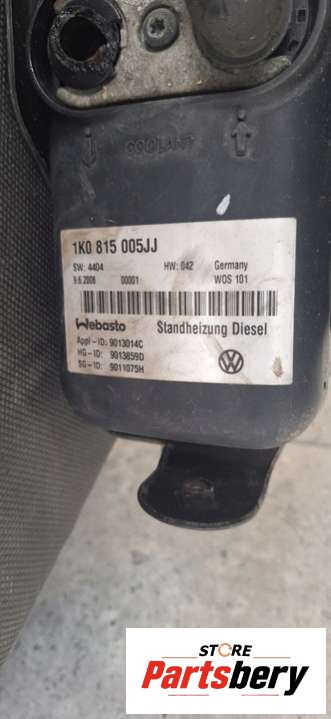 COOLANT
1K0 815 005JJ
SW: 4404 HW: 042 Germany
9.6.2008 00001 WOS 101
Webasto Standheizung Diesel
Appl-ID: 9013014C
HG-ID: 9013859D
SG-ID: 9011075H
STORE
Partsbery